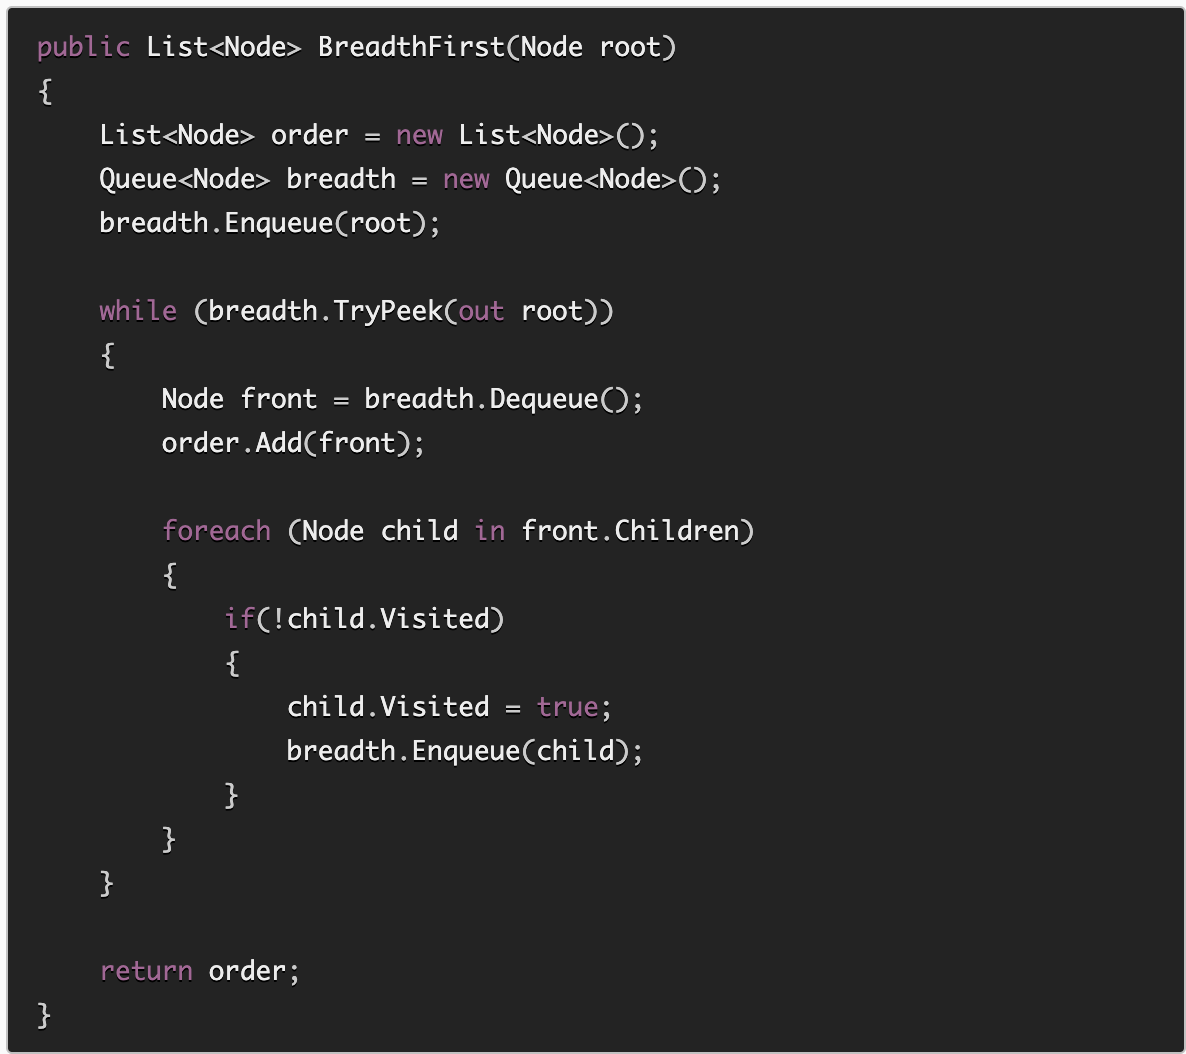 public List<Node> BreadthFirst(Node root)
{
    List<Node> order = new List<Node>();
    Queue<Node> breadth = new Queue<Node>();
    breadth.Enqueue(root);

    while (breadth.TryPeek(out root))
    {
        Node front = breadth.Dequeue();
        order.Add(front);

        foreach (Node child in front.Children)
        {
            if(!child.Visited)
            {
                child.Visited = true;
                breadth.Enqueue(child);
            }
        }
    }

    return order;
}